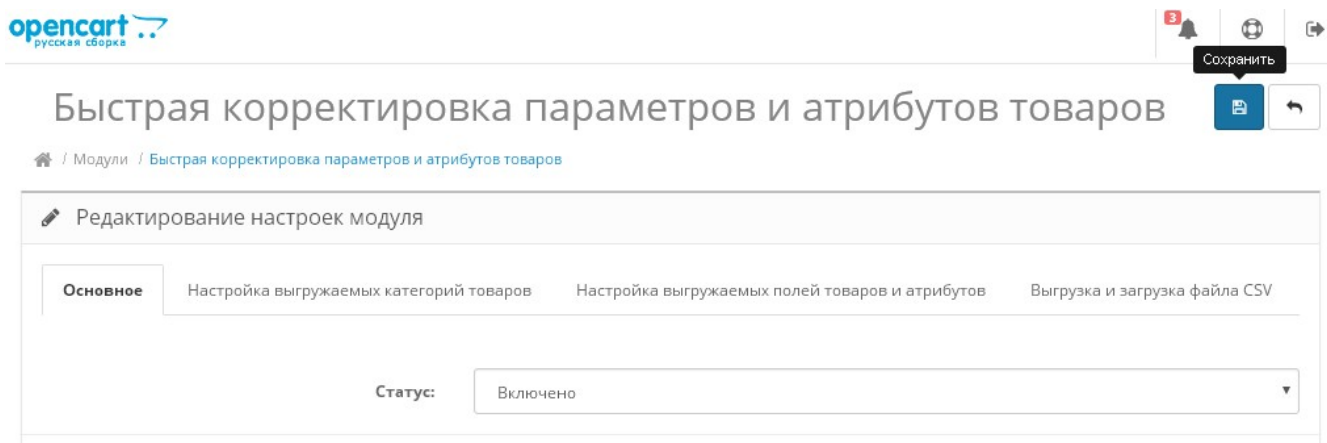 opencart
русская сборка
3
Сохранить
Быстрая корректировка параметров и атрибутов товаров
/ Модули / Быстрая корректировка параметров и атрибутов товаров
Редактирование настроек модуля
Основное Настройка выгружаемых категорий товаров Настройка выгружаемых полей товаров и атрибутов Выгрузка и загрузка файла CSV
Статус: Включено